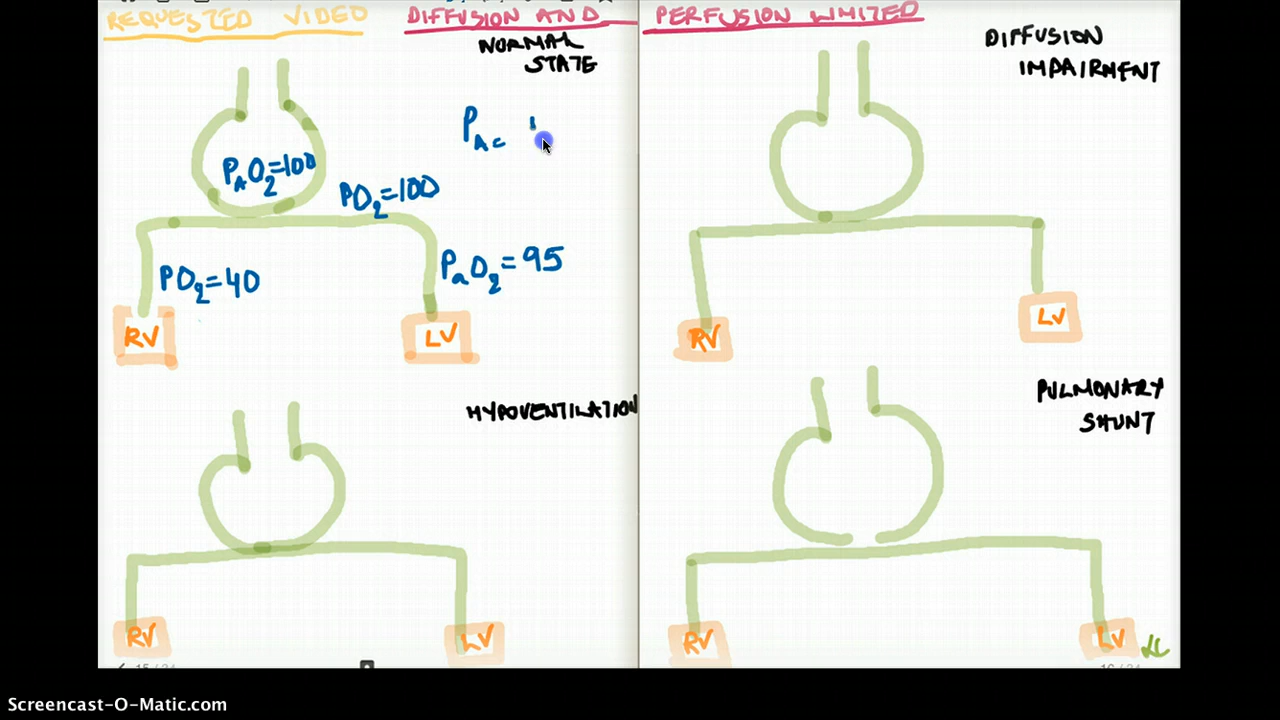 REQUESTED VIDEO
DIFFUSION AND
PERFUSION LIMITED
NORMAL
STATE
PAO2=100
PO2=100
PO2=40
PaO2=95
PAC
RV
LV
DIFFUSION
IMPAIRMENT
RV
LV
HYPOVENTILATION
RV
LV
PULMONARY
SHUNT
RV
LV
Screencast-O-Matic.com